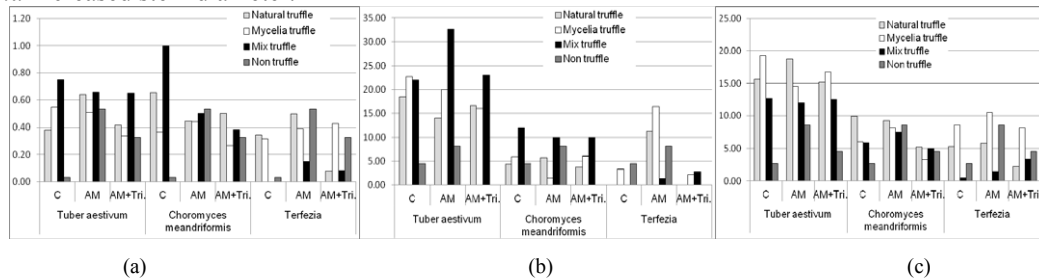 increased stem diameter.
1.20
1.00
0.80
0.60
0.40
0.20
0.00
Natural truffle
Mycelia truffle
Mix truffle
Non truffle
C AM AM+Tri. C AM AM+Tri. C AM AM+Tri.
Tuber aestivum Choromyces meandriformis Terfezia
35.00
30.00
25.00
20.00
15.00
10.00
5.00
0.00
Natural truffle
Mycelia truffle
Mix truffle
Non truffle
C AM AM+Tri. C AM AM+Tri. C AM AM+Tri.
Tuber aestivum Choromyces meandriformis Terfezia
25.00
20.00
15.00
10.00
5.00
0.00
Natural truffle
Mycelia truffle
Mix truffle
Non truffle
C AM AM+Tri. C AM AM+Tri. C AM AM+Tri.
Tuber aestivum Choromyces meandriformis Terfezia
(a) (b) (c)